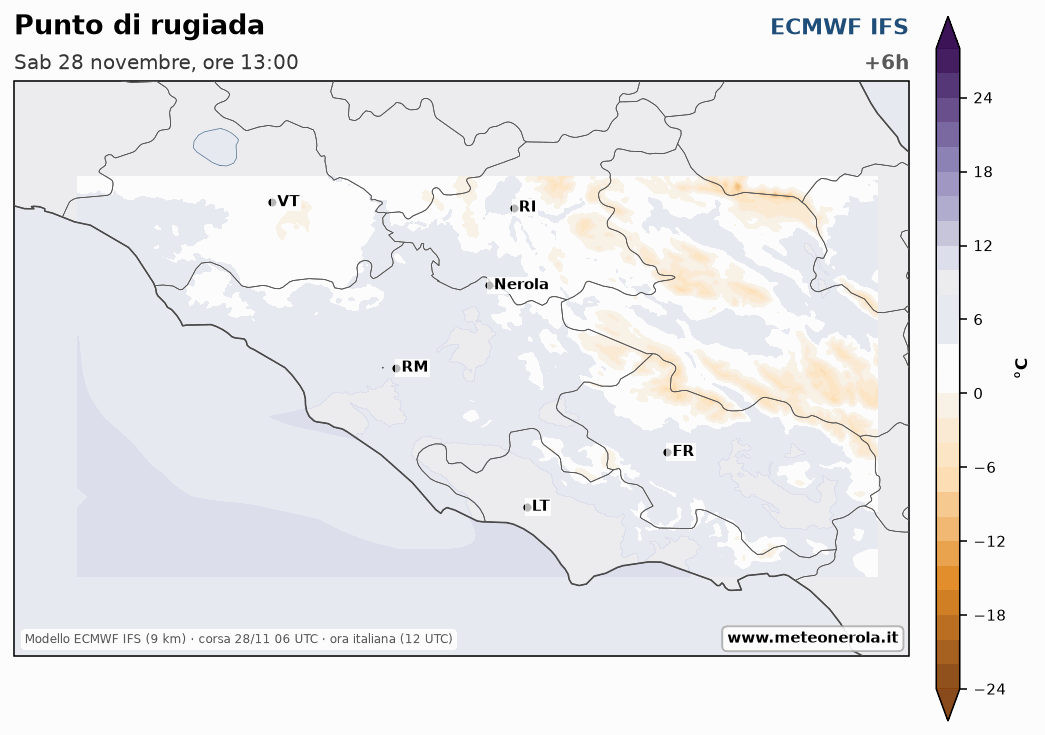 Punto di rugiada
ECMWF IFS
Sab 28 novembre, ore 13:00
+6h
24
18
12
6
0
−6
−12
−18
−24
°C
VT
RI
Nerola
RM
FR
LT
Modello ECMWF IFS (9 km) · corsa 28/11 06 UTC · ora italiana (12 UTC)
www.meteonerola.it